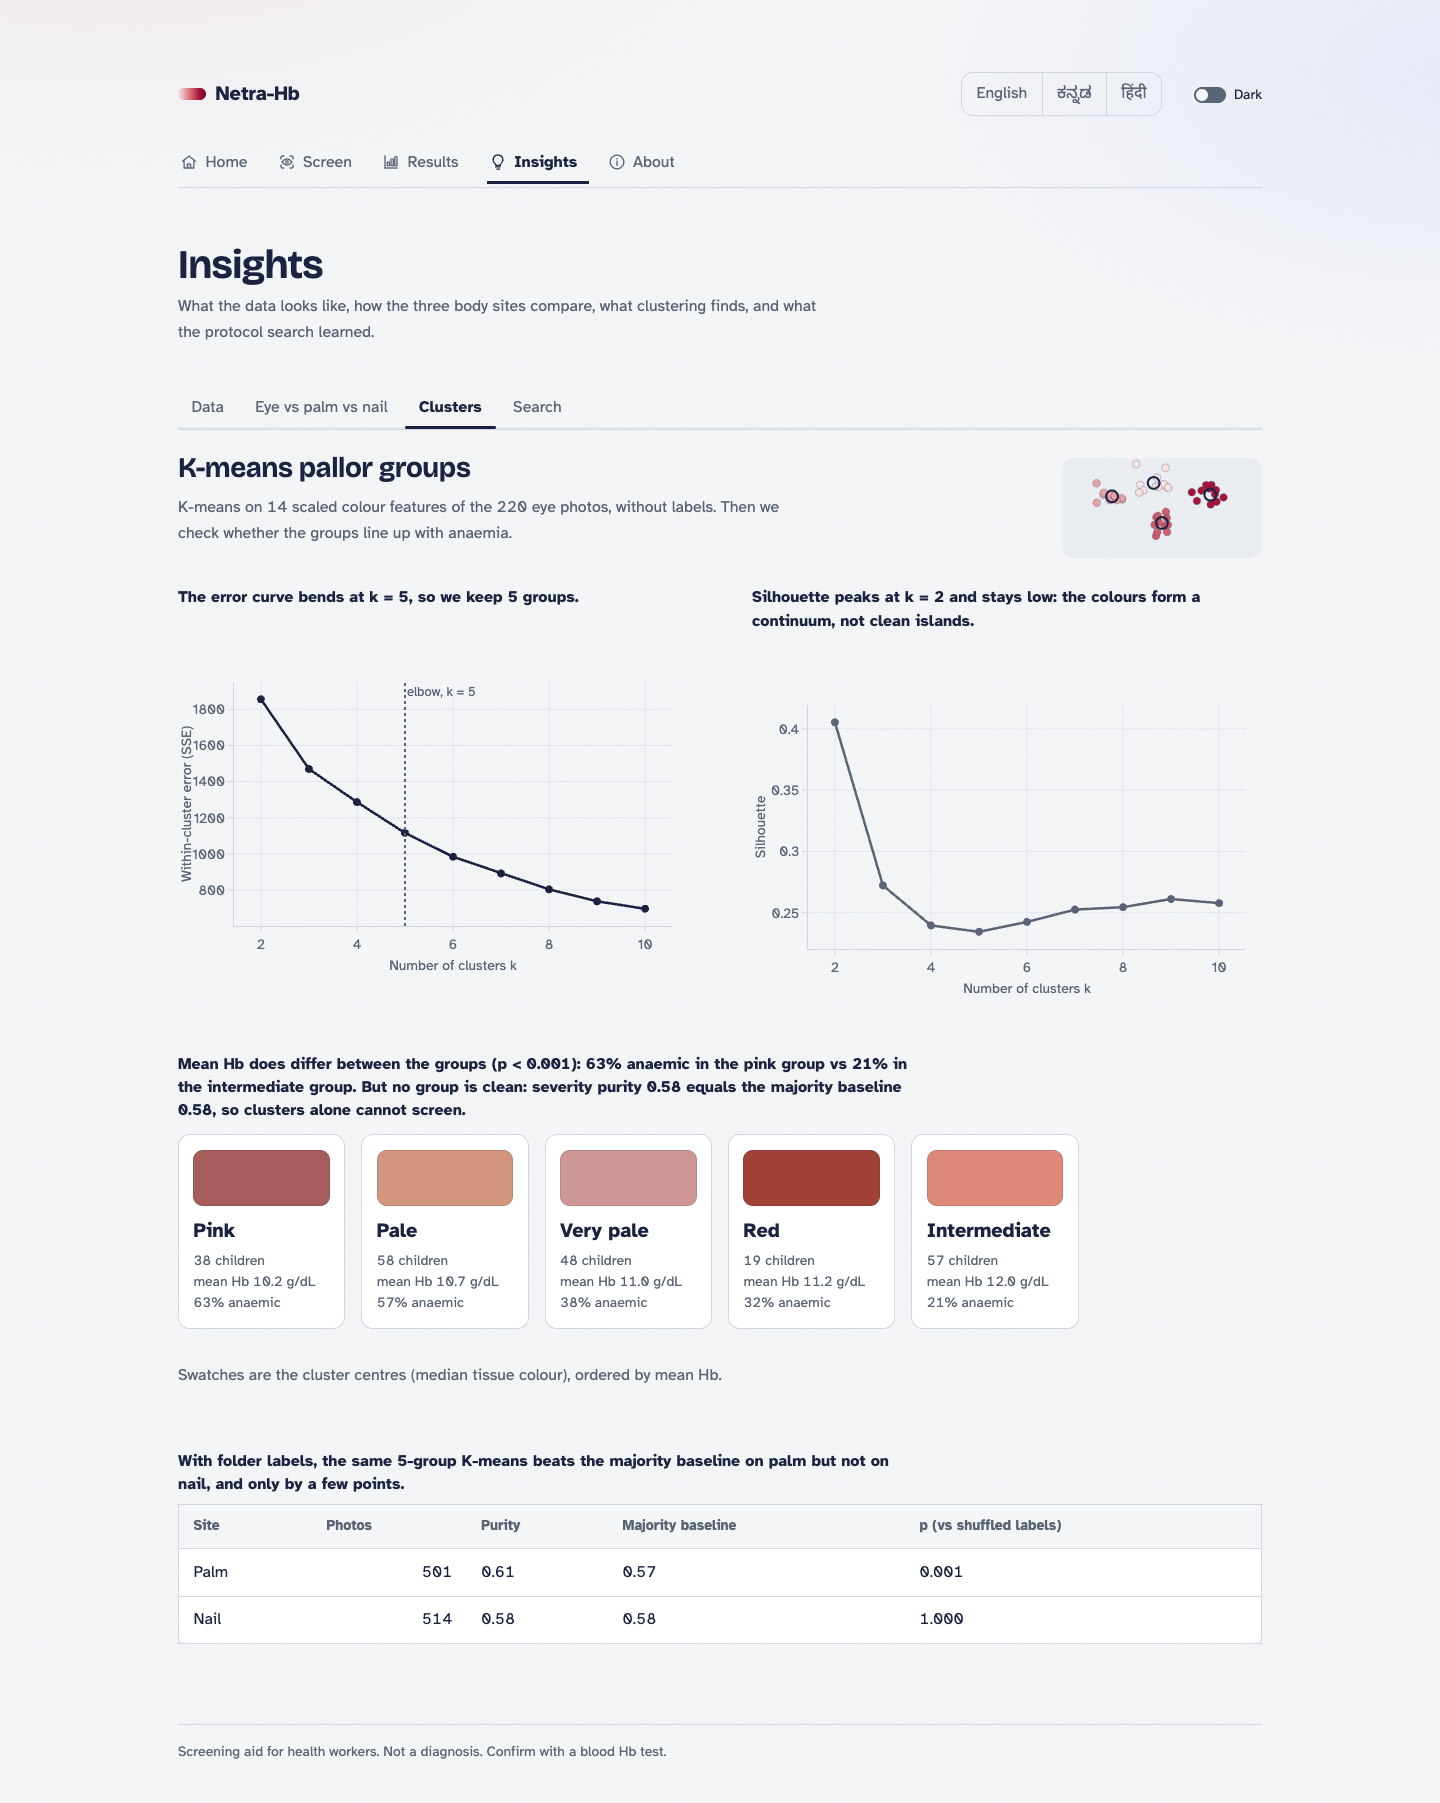 Netra-Hb
English ಕನ್ನಡ हिंदी
Dark
Home Screen Results Insights About
Insights
What the data looks like, how the three body sites compare, what clustering finds, and what
the protocol search learned.
Data Eye vs palm vs nail Clusters Search
K-means pallor groups
K-means on 14 scaled colour features of the 220 eye photos, without labels. Then we
check whether the groups line up with anaemia.
The error curve bends at k = 5, so we keep 5 groups.
elbow, k = 5
1800
1600
1400
1200
1000
800
Within-cluster error (SSE)
2 4 6 8 10
Number of clusters k
Silhouette peaks at k = 2 and stays low: the colours form a
continuum, not clean islands.
0.4
0.35
0.3
0.25
Silhouette
2 4 6 8 10
Number of clusters k
Mean Hb does differ between the groups (p < 0.001): 63% anaemic in the pink group vs 21% in
the intermediate group. But no group is clean: severity purity 0.58 equals the majority baseline
0.58, so clusters alone cannot screen.
Pink
38 children
mean Hb 10.2 g/dL
63% anaemic
Pale
58 children
mean Hb 10.7 g/dL
57% anaemic
Very pale
48 children
mean Hb 11.0 g/dL
38% anaemic
Red
19 children
mean Hb 11.2 g/dL
32% anaemic
Intermediate
57 children
mean Hb 12.0 g/dL
21% anaemic
Swatches are the cluster centres (median tissue colour), ordered by mean Hb.
With folder labels, the same 5-group K-means beats the majority baseline on palm but not on
nail, and only by a few points.
Site Photos Purity Majority baseline p (vs shuffled labels)
Palm 501 0.61 0.57 0.001
Nail 514 0.58 0.58 1.000
Screening aid for health workers. Not a diagnosis. Confirm with a blood Hb test.